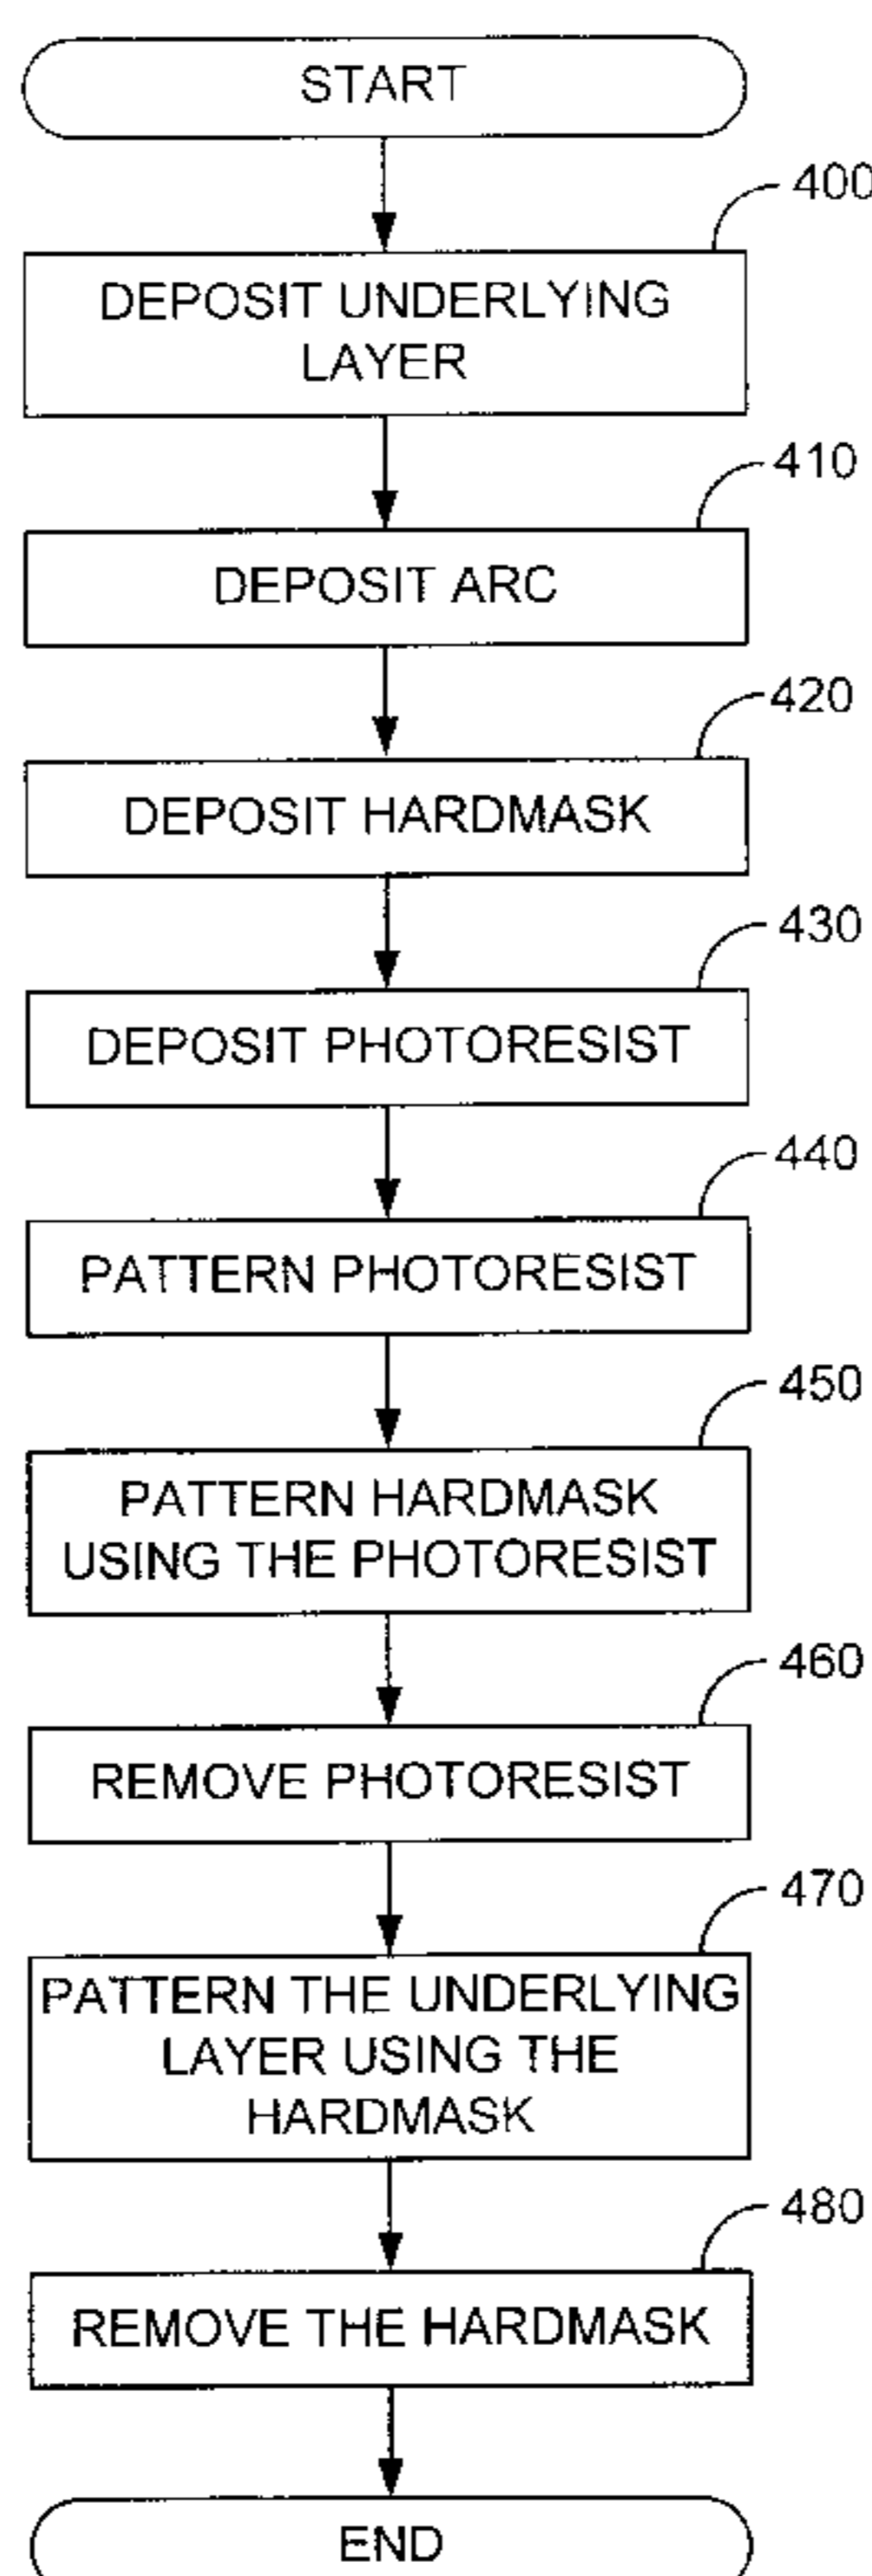 START
400
DEPOSIT UNDERLYING
LAYER
410
DEPOSIT ARC
420
DEPOSIT HARDMASK
430
DEPOSIT PHOTORESIST
440
PATTERN PHOTORESIST
450
PATTERN HARDMASK
USING THE PHOTORESIST
460
REMOVE PHOTORESIST
470
PATTERN THE UNDERLYING
LAYER USING THE
HARDMASK
480
REMOVE THE HARDMASK
END